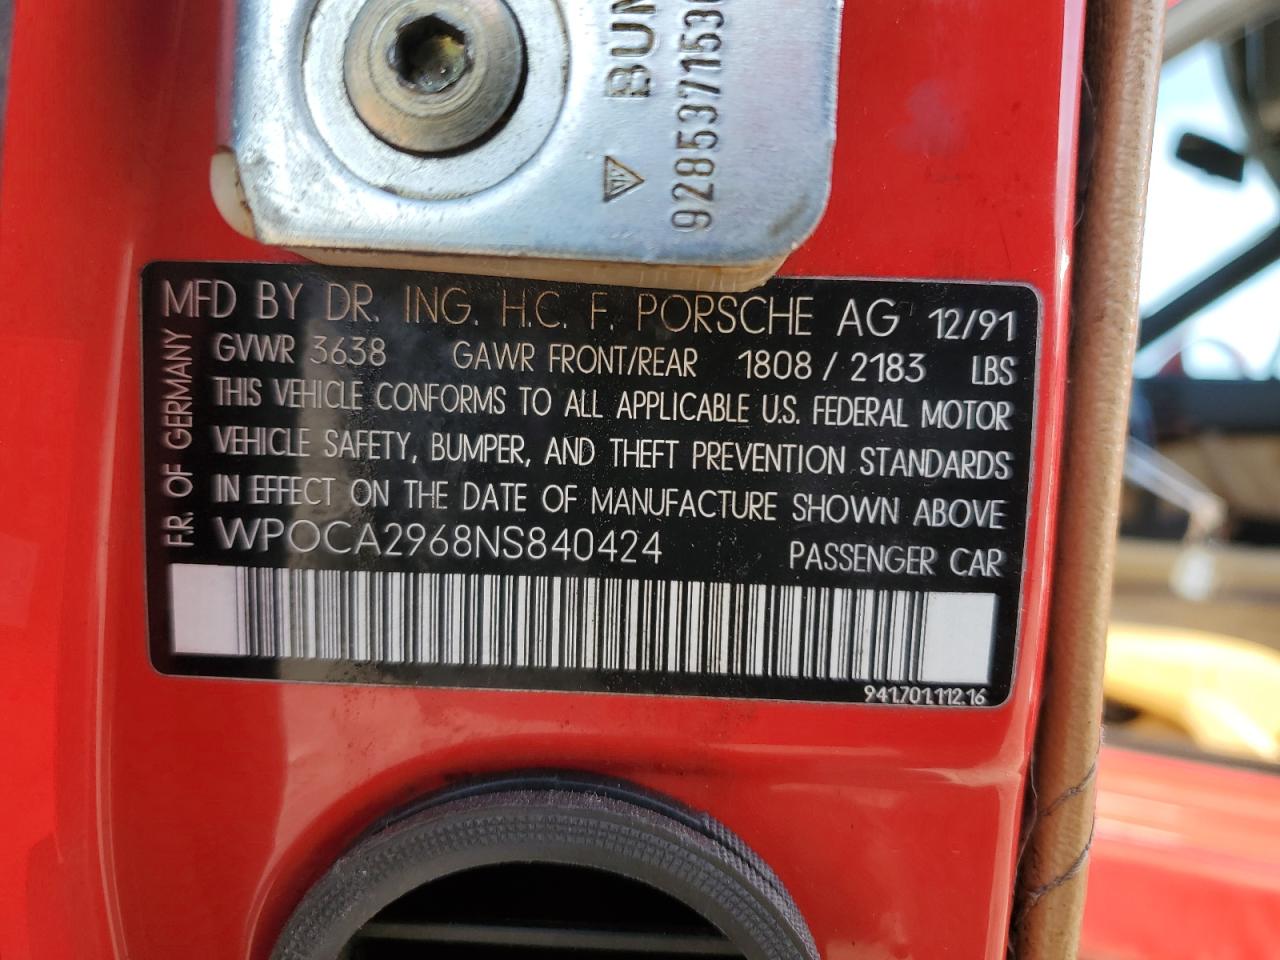 BUM
9285371530
MFD BY DR. ING. H.C. F. PORSCHE AG 12/91
GVWR 3638 GAWR FRONT/REAR 1808 / 2183 LBS
THIS VEHICLE CONFORMS TO ALL APPLICABLE U.S. FEDERAL MOTOR
VEHICLE SAFETY, BUMPER, AND THEFT PREVENTION STANDARDS
IN EFFECT ON THE DATE OF MANUFACTURE SHOWN ABOVE
WPOCA2968NS840424 PASSENGER CAR
FR. OF GERMANY
941.701.112.16